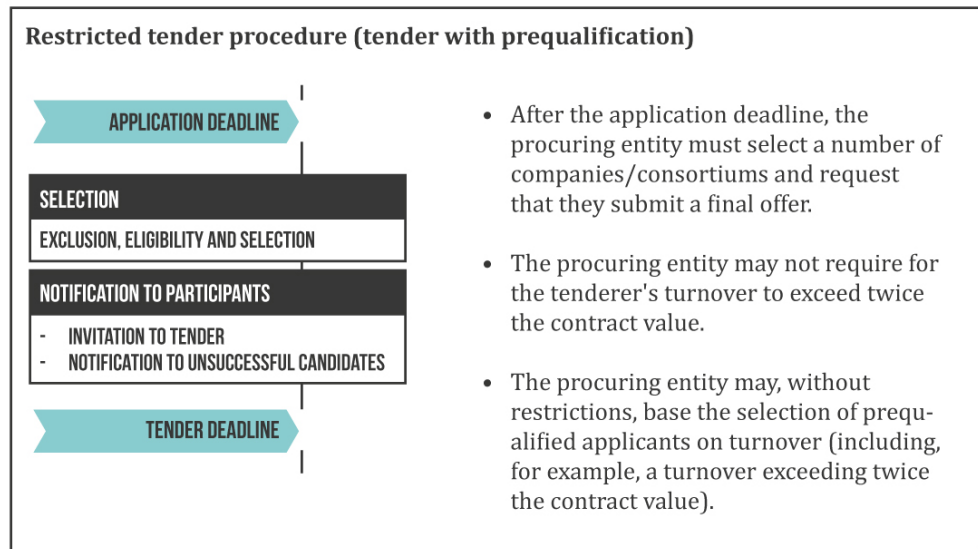 Restricted tender procedure (tender with prequalification)
APPLICATION DEADLINE
SELECTION
EXCLUSION, ELIGIBILITY AND SELECTION
NOTIFICATION TO PARTICIPANTS
- INVITATION TO TENDER
- NOTIFICATION TO UNSUCCESSFUL CANDIDATES
TENDER DEADLINE
• After the application deadline, the
procuring entity must select a number of
companies/consortiums and request
that they submit a final offer.
• The procuring entity may not require for
the tenderer's turnover to exceed twice
the contract value.
• The procuring entity may, without
restrictions, base the selection of prequ-
alified applicants on turnover (including,
for example, a turnover exceeding twice
the contract value).